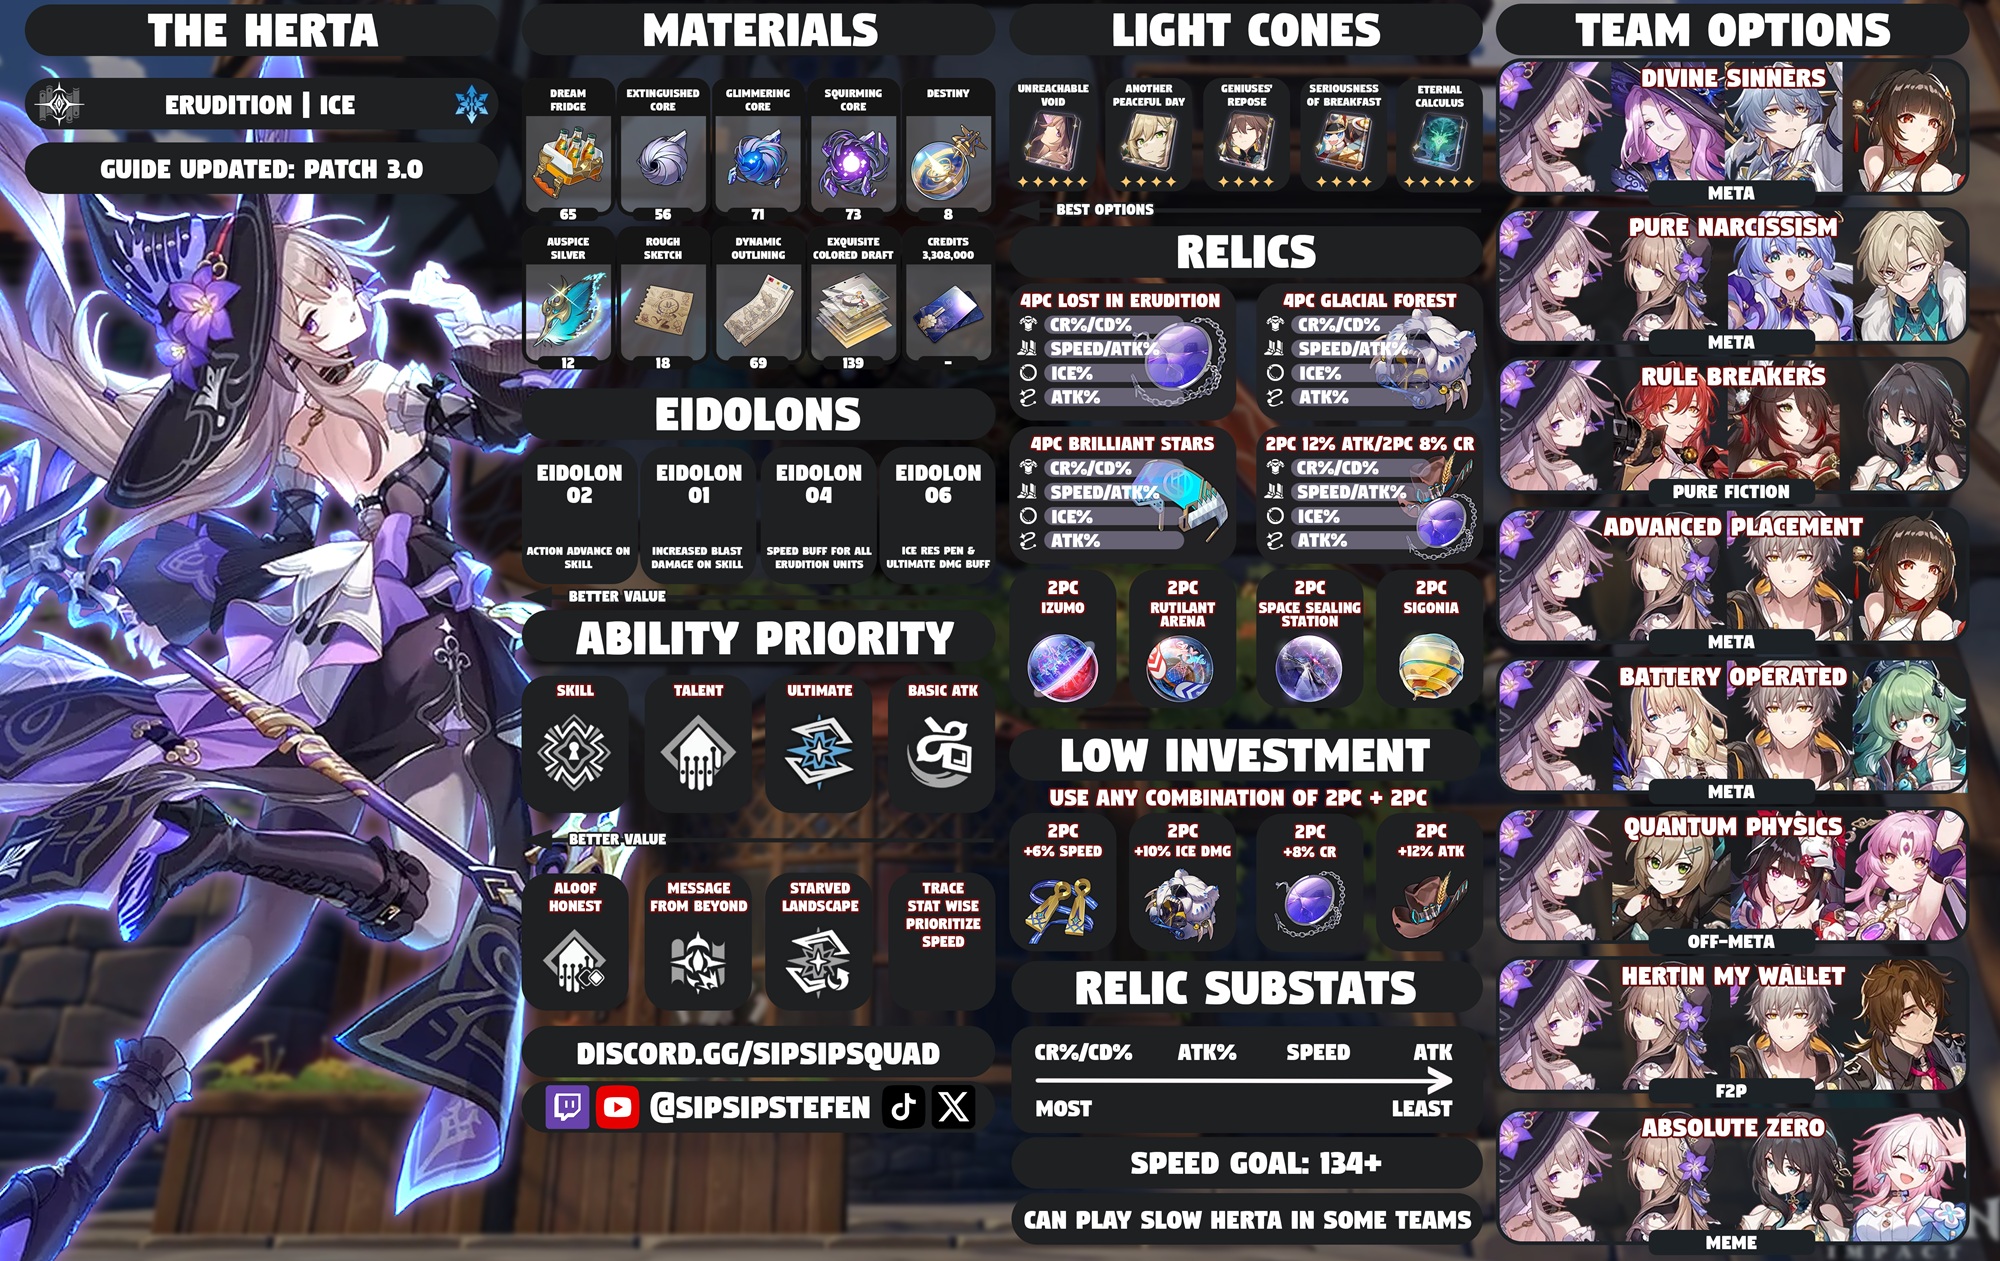 THE HERTA
ERUDITION | ICE
GUIDE UPDATED: PATCH 3.0
MATERIALS
DREAM
FRIDGE
65
EXTINGUISHED
CORE
56
GLIMMERING
CORE
71
SQUIRMING
CORE
73
DESTINY
8
AUSPICE
SILVER
12
ROUGH
SKETCH
18
DYNAMIC
OUTLINING
69
EXQUISITE
COLORED DRAFT
139
CREDITS
3,308,000
-
EIDOLONS
EIDOLON
02
ACTION ADVANCE ON
SKILL
EIDOLON
01
INCREASED BLAST
DAMAGE ON SKILL
EIDOLON
04
SPEED BUFF FOR ALL
ERUDITION UNITS
EIDOLON
06
ICE RES PEN &
ULTIMATE DMG BUFF
BETTER VALUE
ABILITY PRIORITY
SKILL
TALENT
ULTIMATE
BASIC ATK
BETTER VALUE
ALOOF
HONEST
MESSAGE
FROM BEYOND
STARVED
LANDSCAPE
TRACE
STAT WISE
PRIORITIZE
SPEED
DISCORD.GG/SIPSIPSQUAD
@SIPSIPSTEFEN
LIGHT CONES
UNREACHABLE
VOID
ANOTHER
PEACEFUL DAY
GENIUSES'
REPOSE
SERIOUSNESS
OF BREAKFAST
ETERNAL
CALCULUS
BEST OPTIONS
RELICS
4PC LOST IN ERUDITION
CR%/CD%
SPEED/ATK%
ICE%
ATK%
4PC GLACIAL FOREST
CR%/CD%
SPEED/ATK%
ICE%
ATK%
4PC BRILLIANT STARS
CR%/CD%
SPEED/ATK%
ICE%
ATK%
2PC 12% ATK/2PC 8% CR
CR%/CD%
SPEED/ATK%
ICE%
ATK%
2PC
IZUMO
2PC
RUTILANT
ARENA
2PC
SPACE SEALING
STATION
2PC
SIGONIA
LOW INVESTMENT
USE ANY COMBINATION OF 2PC + 2PC
2PC
+6% SPEED
2PC
+10% ICE DMG
2PC
+8% CR
2PC
+12% ATK
RELIC SUBSTATS
CR%/CD% ATK% SPEED ATK
MOST LEAST
SPEED GOAL: 134+
CAN PLAY SLOW HERTA IN SOME TEAMS
TEAM OPTIONS
DIVINE SINNERS
META
PURE NARCISSISM
META
RULE BREAKERS
PURE FICTION
ADVANCED PLACEMENT
META
BATTERY OPERATED
META
QUANTUM PHYSICS
OFF-META
HERTIN MY WALLET
F2P
ABSOLUTE ZERO
MEME
IMPACT